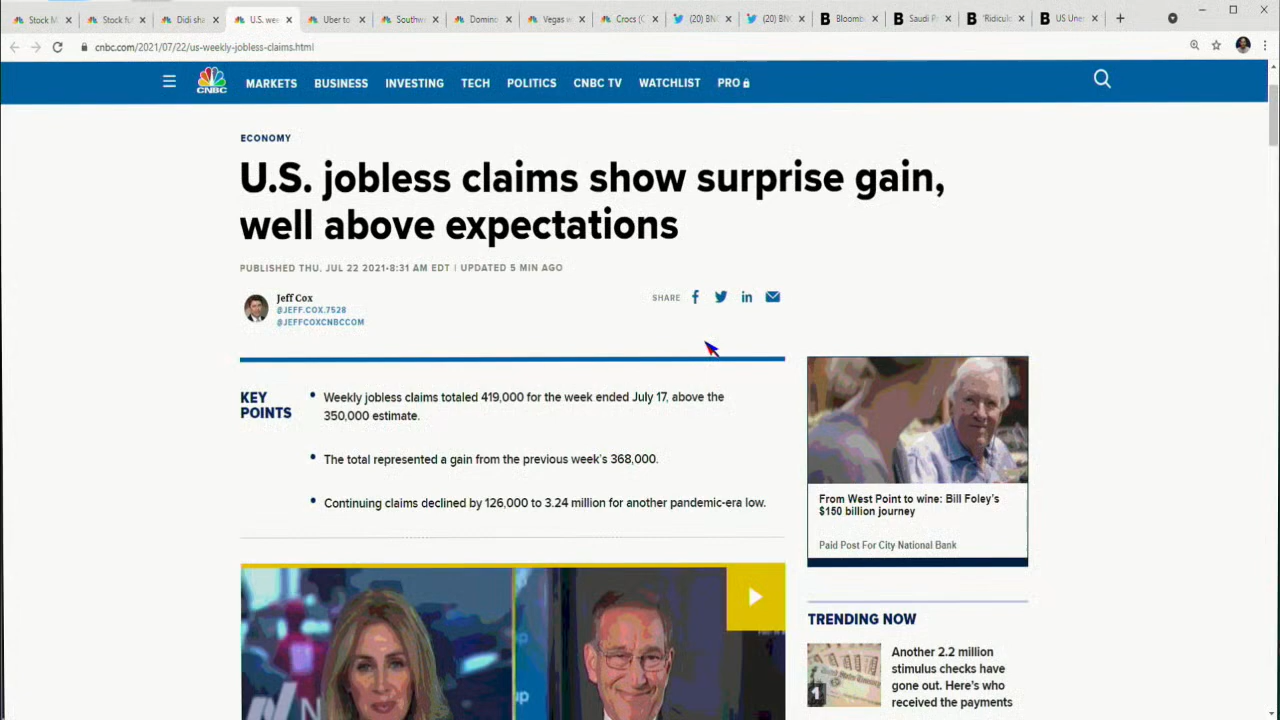 Stock M
Stock fu
Didi sha
U.S. wee
Uber to
Southw
Domino
Vegas w
Crocs (C
(20) BN
(20) BN
Bloomb
Saudi P
'Ridicul
US Une
cnbc.com/2021/07/22/us-weekly-jobless-claims.html
CNBC
MARKETS BUSINESS INVESTING TECH POLITICS CNBC TV WATCHLIST PRO
ECONOMY
U.S. jobless claims show surprise gain,
well above expectations
PUBLISHED THU, JUL 22 2021•8:31 AM EDT | UPDATED 5 MIN AGO
Jeff Cox
@JEFF.COX.7528
@JEFFCOXCNBCCOM
SHARE
KEY
POINTS
Weekly jobless claims totaled 419,000 for the week ended July 17, above the
350,000 estimate.
The total represented a gain from the previous week's 368,000.
Continuing claims declined by 126,000 to 3.24 million for another pandemic-era low.
From West Point to wine: Bill Foley's
$150 billion journey
Paid Post For City National Bank
TRENDING NOW
1
Another 2.2 million
stimulus checks have
gone out. Here's who
received the payments